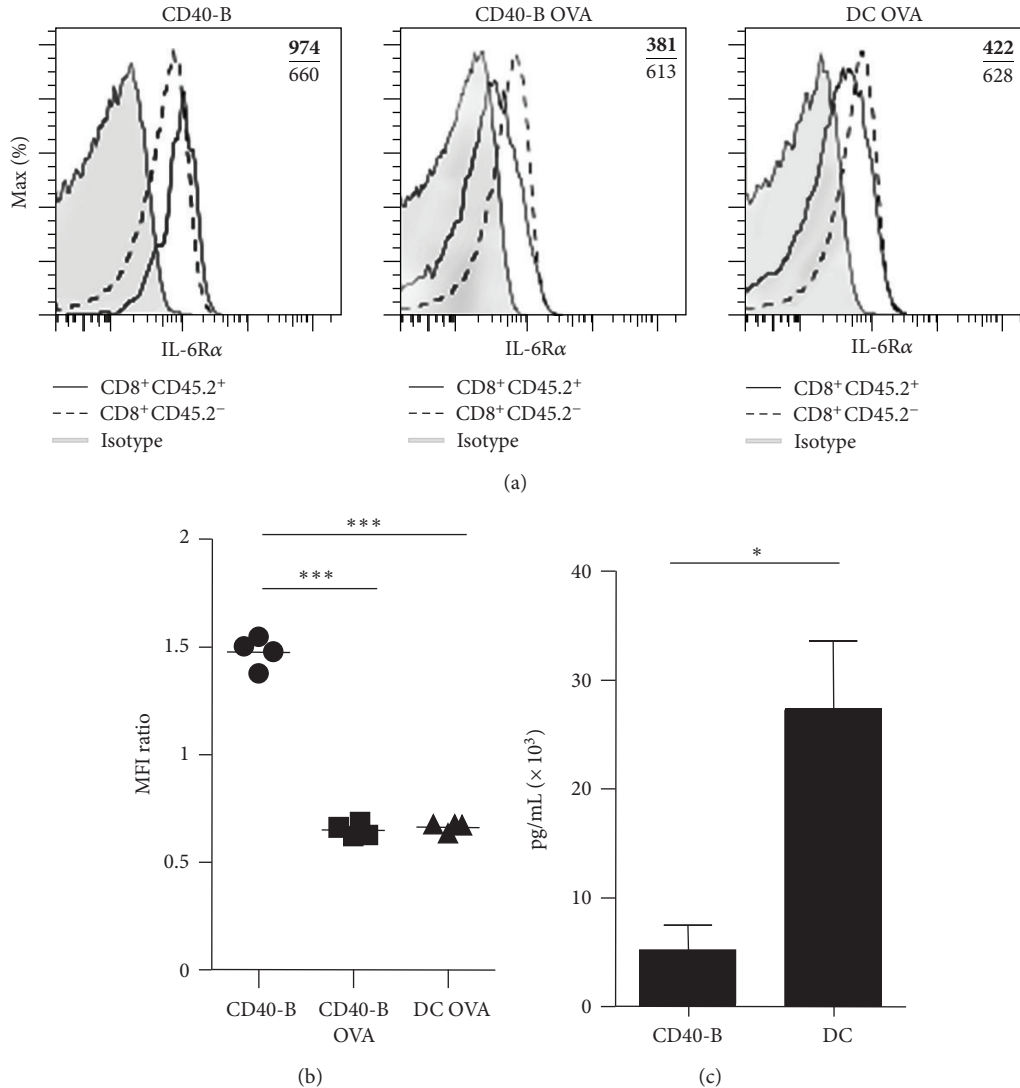 CD40-B
CD40-B OVA
DC OVA
974
660
381
613
422
628
Max (%)
IL-6Rα
IL-6Rα
IL-6Rα
CD8⁺CD45.2⁺
CD8⁺CD45.2⁻
Isotype
CD8⁺CD45.2⁺
CD8⁺CD45.2⁻
Isotype
CD8⁺CD45.2⁺
CD8⁺CD45.2⁻
Isotype
(a)
2
1.5
1
0.5
0
MFI ratio
***
***
CD40-B
CD40-B
OVA
DC OVA
(b)
40
30
20
10
0
pg/mL (× 10³)
*
CD40-B
DC
(c)